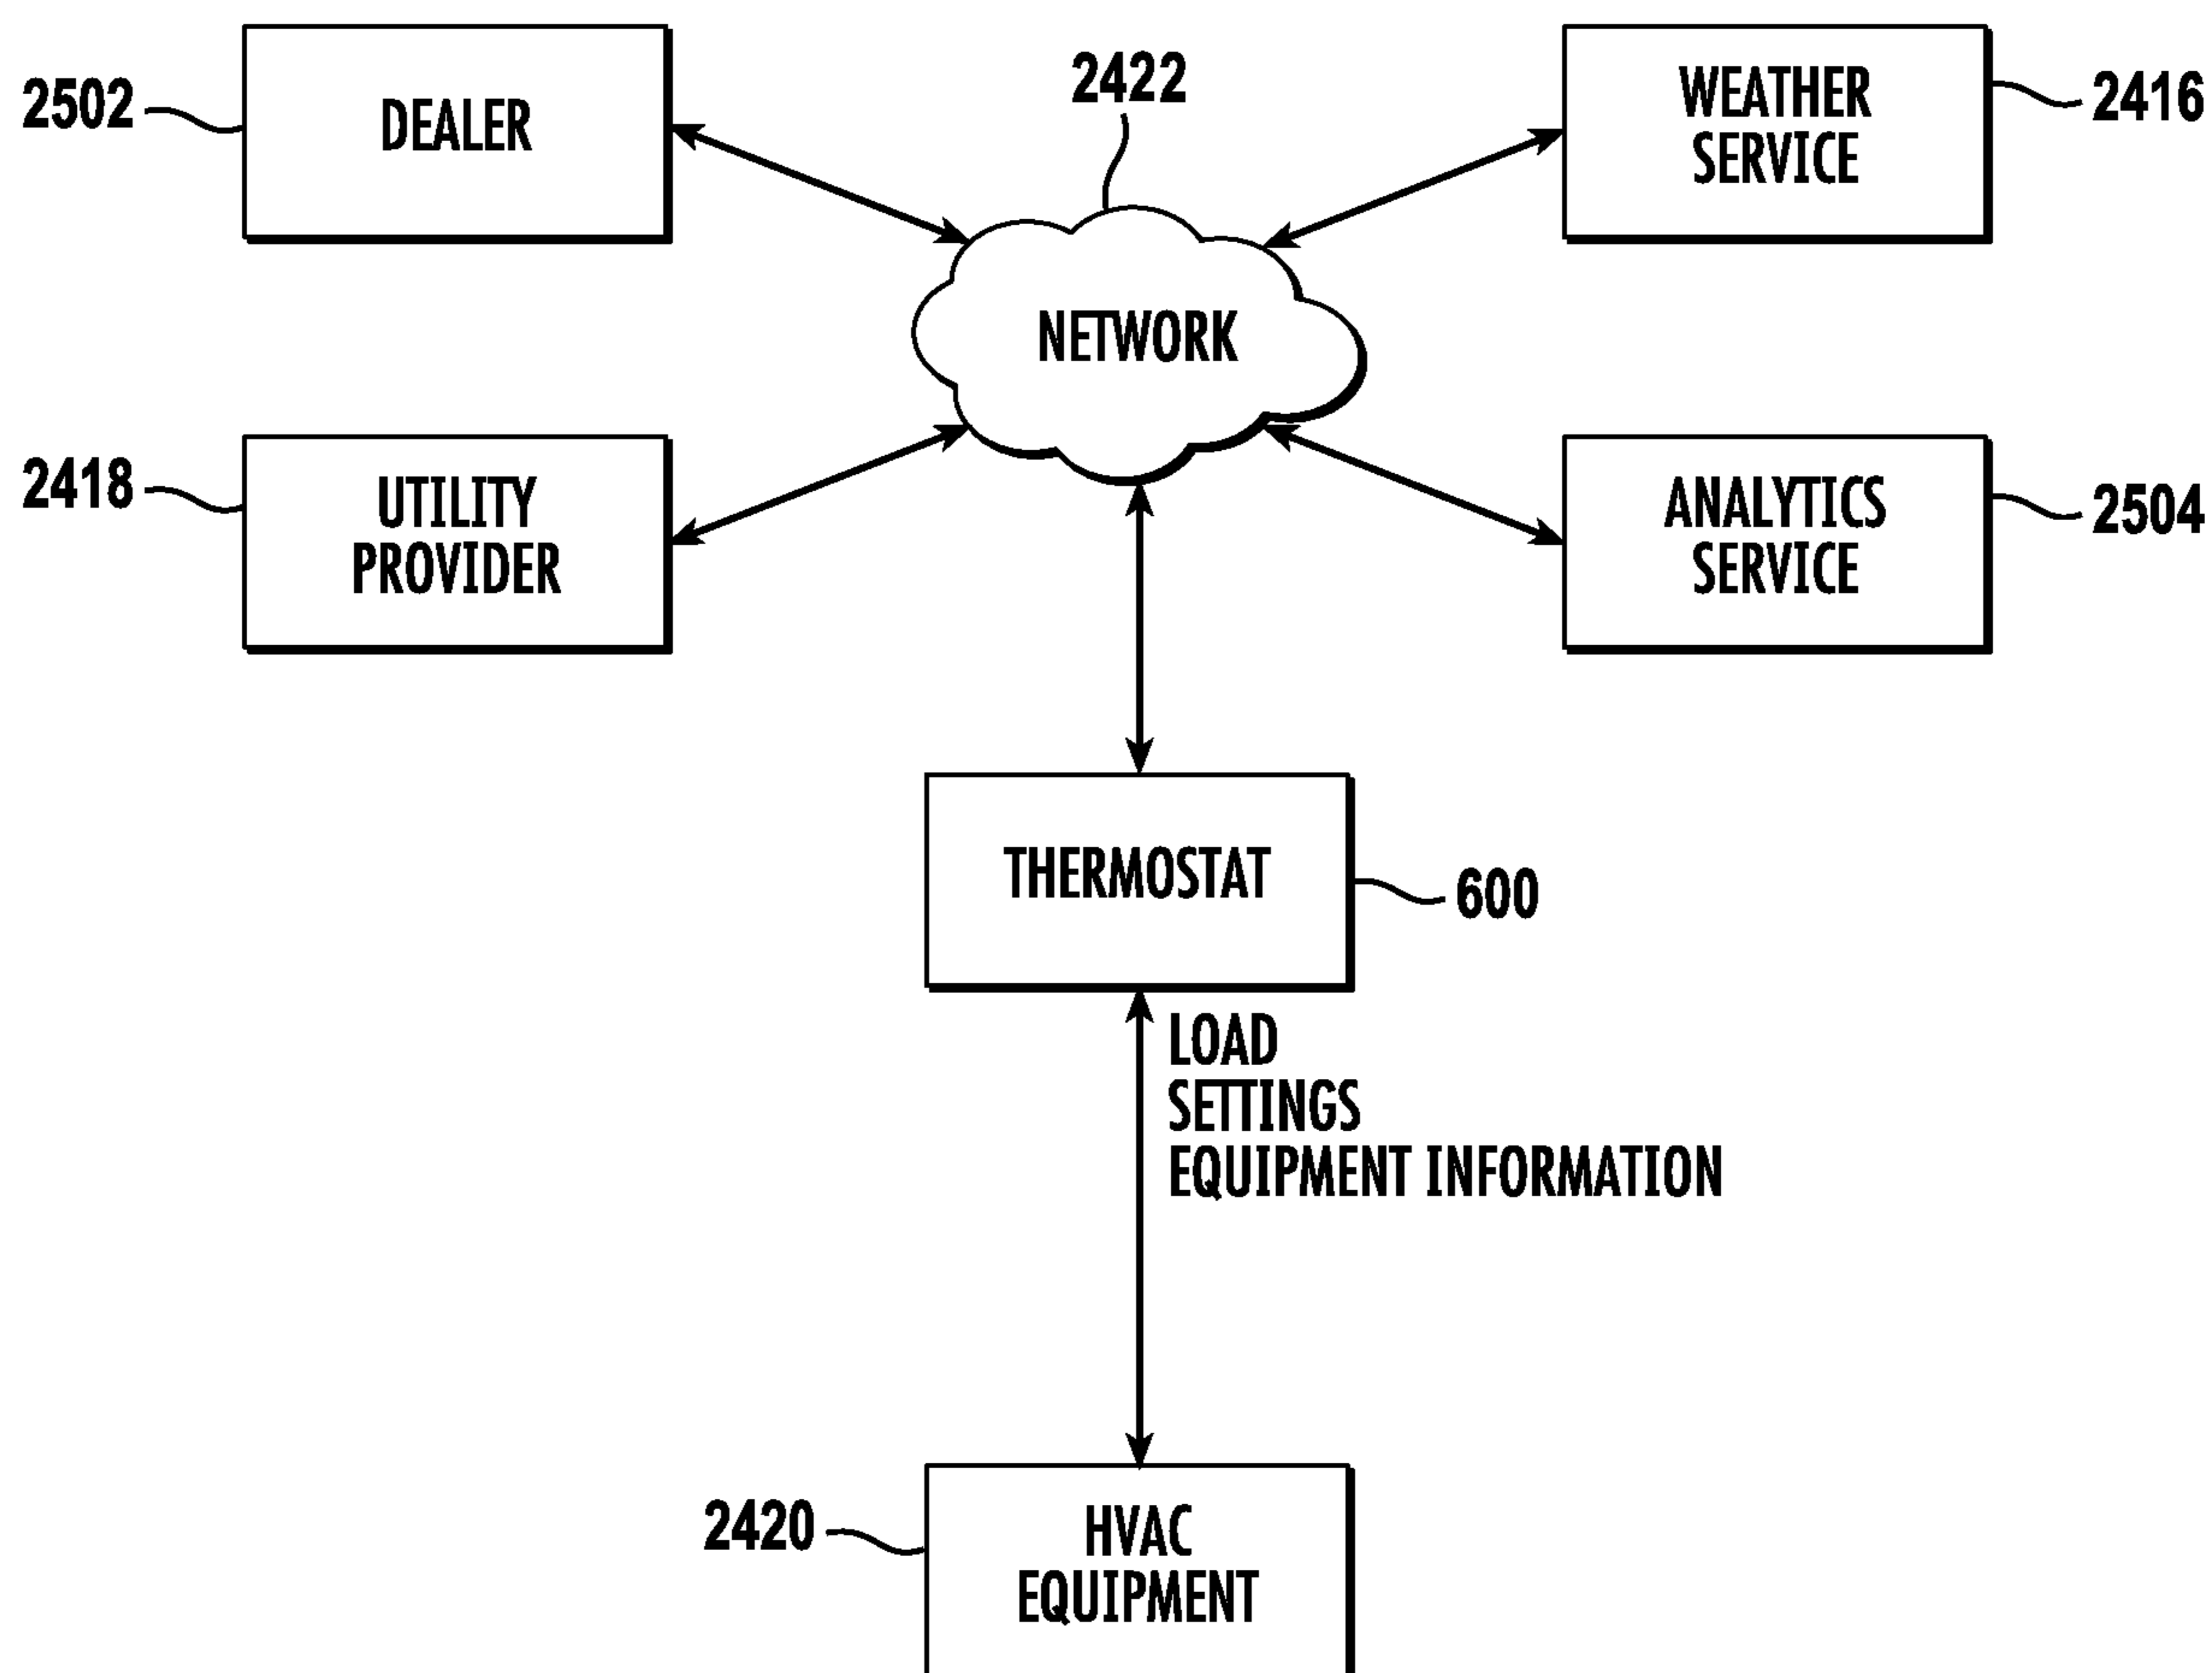 2502
DEALER
2422
WEATHER
SERVICE
2416
NETWORK
2418
UTILITY
PROVIDER
ANALYTICS
SERVICE
2504
THERMOSTAT
600
LOAD
SETTINGS
EQUIPMENT INFORMATION
2420
HVAC
EQUIPMENT